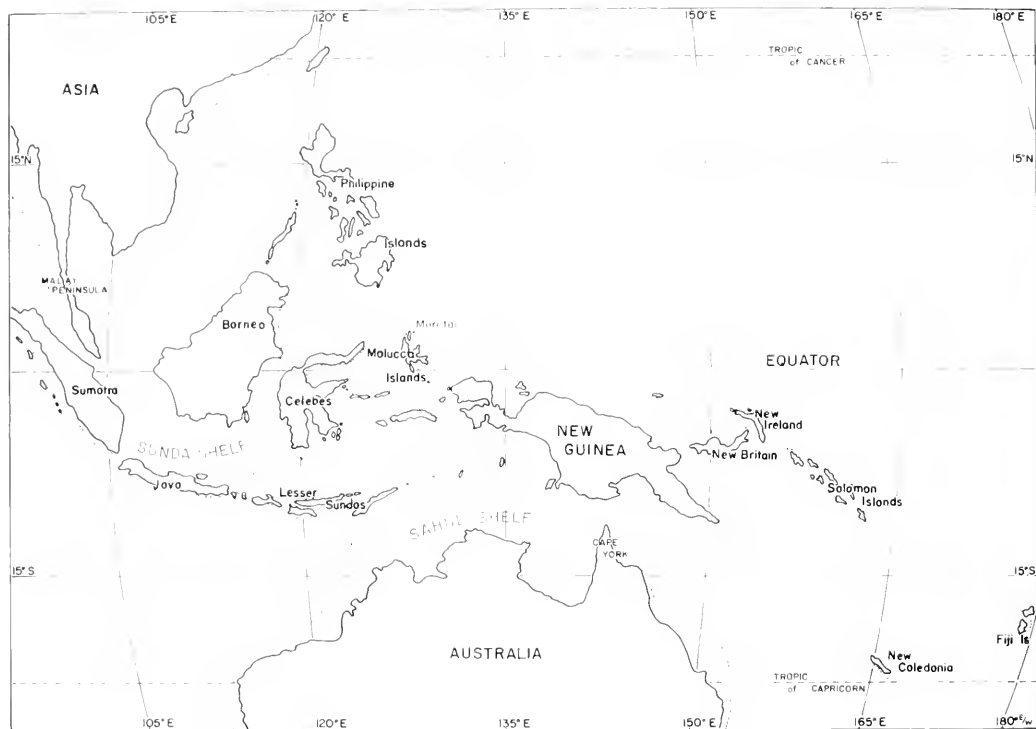 105° E
120° E
135° E
150° E
165° E
180° E
TROPIC
of CANCER
ASIA
15°N
15°N
Philippine
Islands
MALAY
PENINSULA
Borneo
Molucca
Islands
EQUATOR
Sumatra
Celebes
New
Ireland
NEW
GUINEA
New Britain
SUNDA SHELF
Java
Lesser
Sundas
Solomon
Islands
SAHUL SHELF
CAPE
YORK
15°S
15°S
Fiji Is
AUSTRALIA
New
Caledonia
TROPIC
of CAPRICORN
105° E
120° E
135° E
150° E
165° E
180° E/W